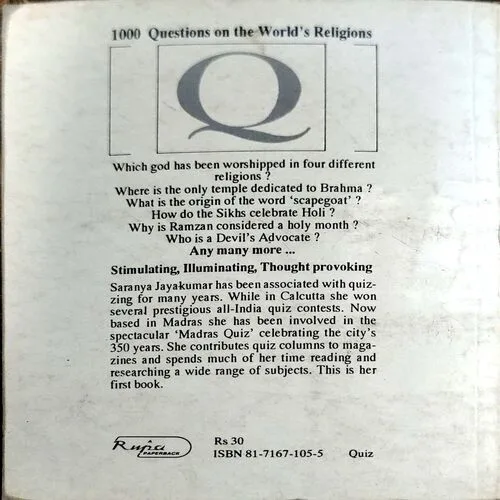 1000 Questions on the World's Religions
Q
Which god has been worshipped in four different
religions ?
Where is the only temple dedicated to Brahma ?
What is the origin of the word 'scapegoat' ?
How do the Sikhs celebrate Holi ?
Why is Ramzan considered a holy month ?
Who is a Devil's Advocate ?
Any many more ...
Stimulating, Illuminating, Thought provoking
Saranya Jayakumar has been associated with quiz-
zing for many years. While in Calcutta she won
several prestigious all-India quiz contests. Now
based in Madras she has been involved in the
spectacular 'Madras Quiz' celebrating the city's
350 years. She contributes quiz columns to maga-
zines and spends much of her time reading and
researching a wide range of subjects. This is her
first book.
Rupa
PAPERBACK
Rs 30
ISBN 81-7167-105-5 Quiz